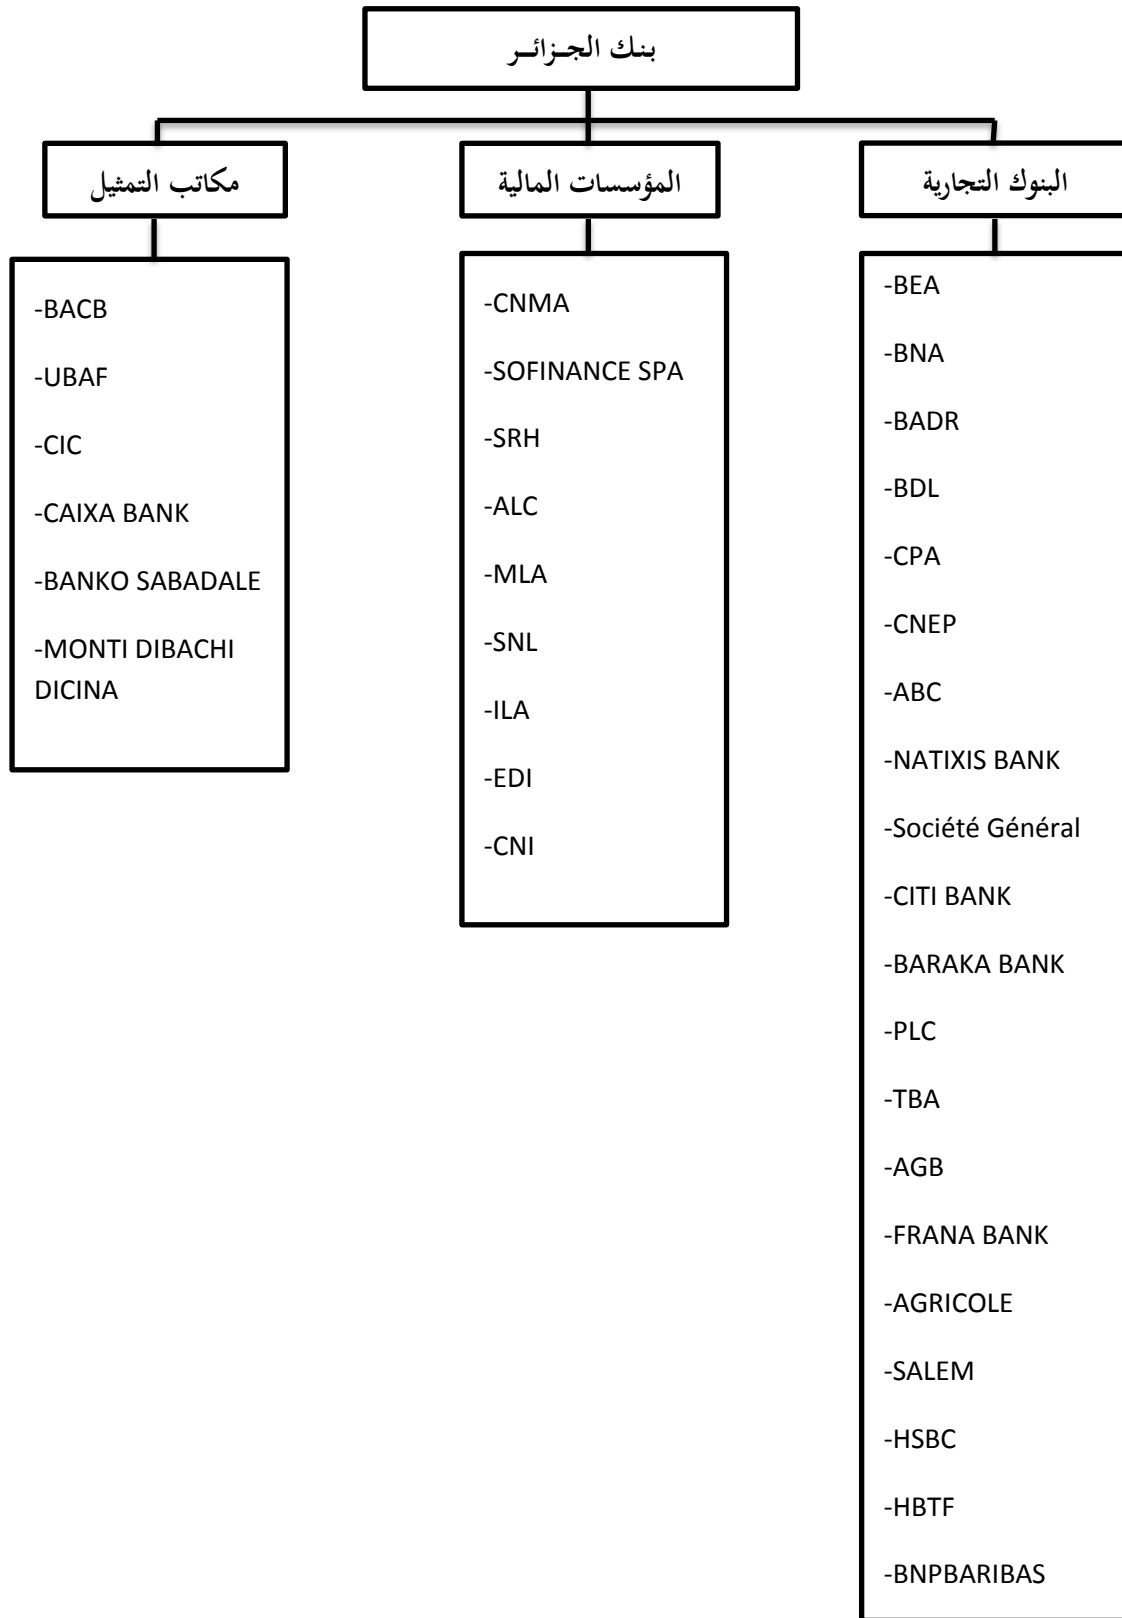 بنك الجـزائـر
البنوك التجارية
-BEA
-BNA
-BADR
-BDL
-CPA
-CNEP
-ABC
-NATIXIS BANK
-Société Général
-CITI BANK
-BARAKA BANK
-PLC
-TBA
-AGB
-FRANA BANK
-AGRICOLE
-SALEM
-HSBC
-HBTF
-BNPBARIBAS
المؤسسات المالية
-CNMA
-SOFINANCE SPA
-SRH
-ALC
-MLA
-SNL
-ILA
-EDI
-CNI
مكاتب التمثيل
-BACB
-UBAF
-CIC
-CAIXA BANK
-BANKO SABADALE
-MONTI DIBACHI
DICINA